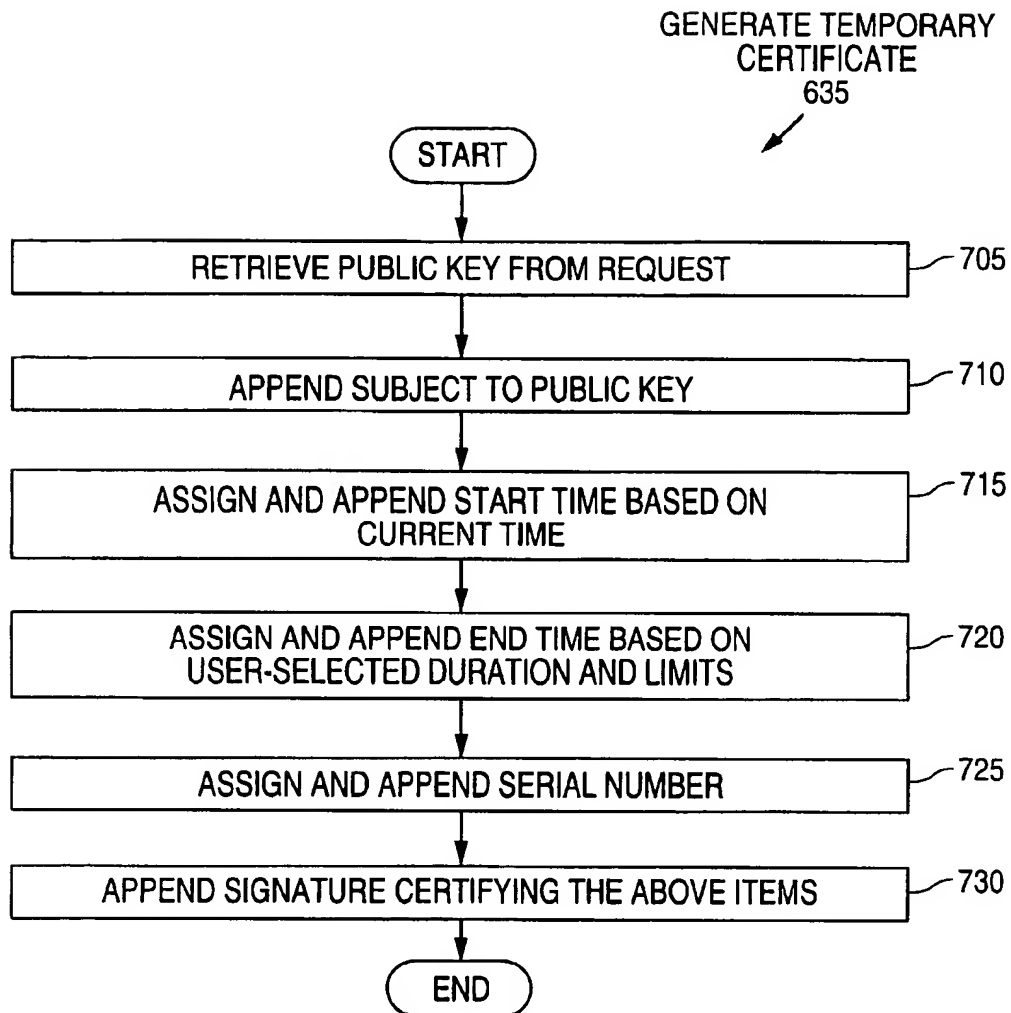 GENERATE TEMPORARY
CERTIFICATE
635
START
RETRIEVE PUBLIC KEY FROM REQUEST
705
APPEND SUBJECT TO PUBLIC KEY
710
ASSIGN AND APPEND START TIME BASED ON
CURRENT TIME
715
ASSIGN AND APPEND END TIME BASED ON
USER-SELECTED DURATION AND LIMITS
720
ASSIGN AND APPEND SERIAL NUMBER
725
APPEND SIGNATURE CERTIFYING THE ABOVE ITEMS
730
END